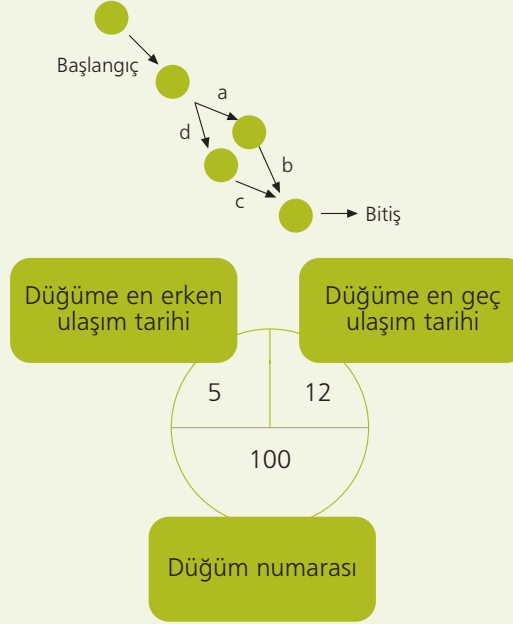 Başlangıç
a
d
b
c
Bitiş
Düğüme en erken
ulaşım tarihi
Düğüme en geç
ulaşım tarihi
5
12
100
Düğüm numarası